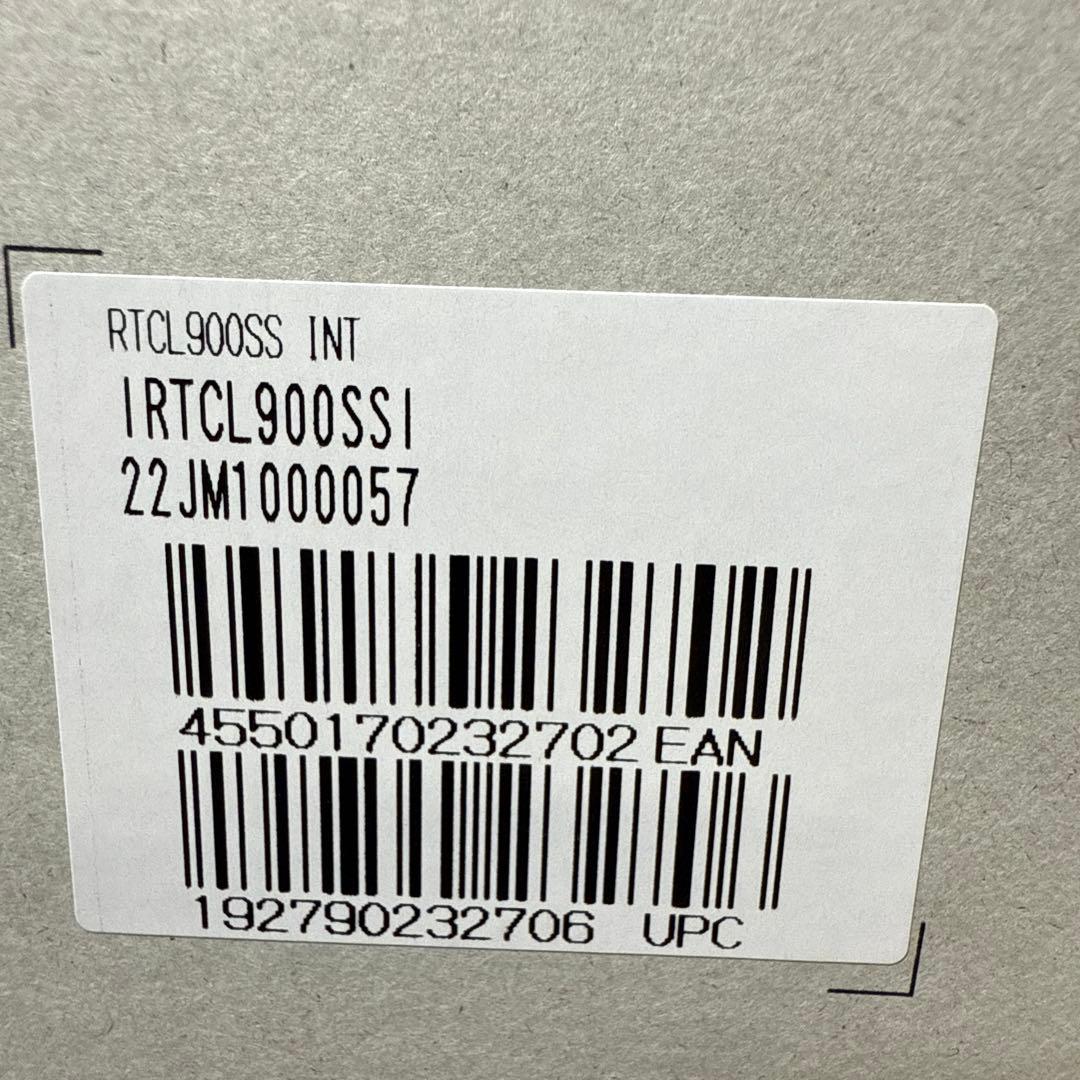 RTCL900SS INT
IRTCL900SSI
22JM1000057
4550170232702 EAN
192790232706 UPC